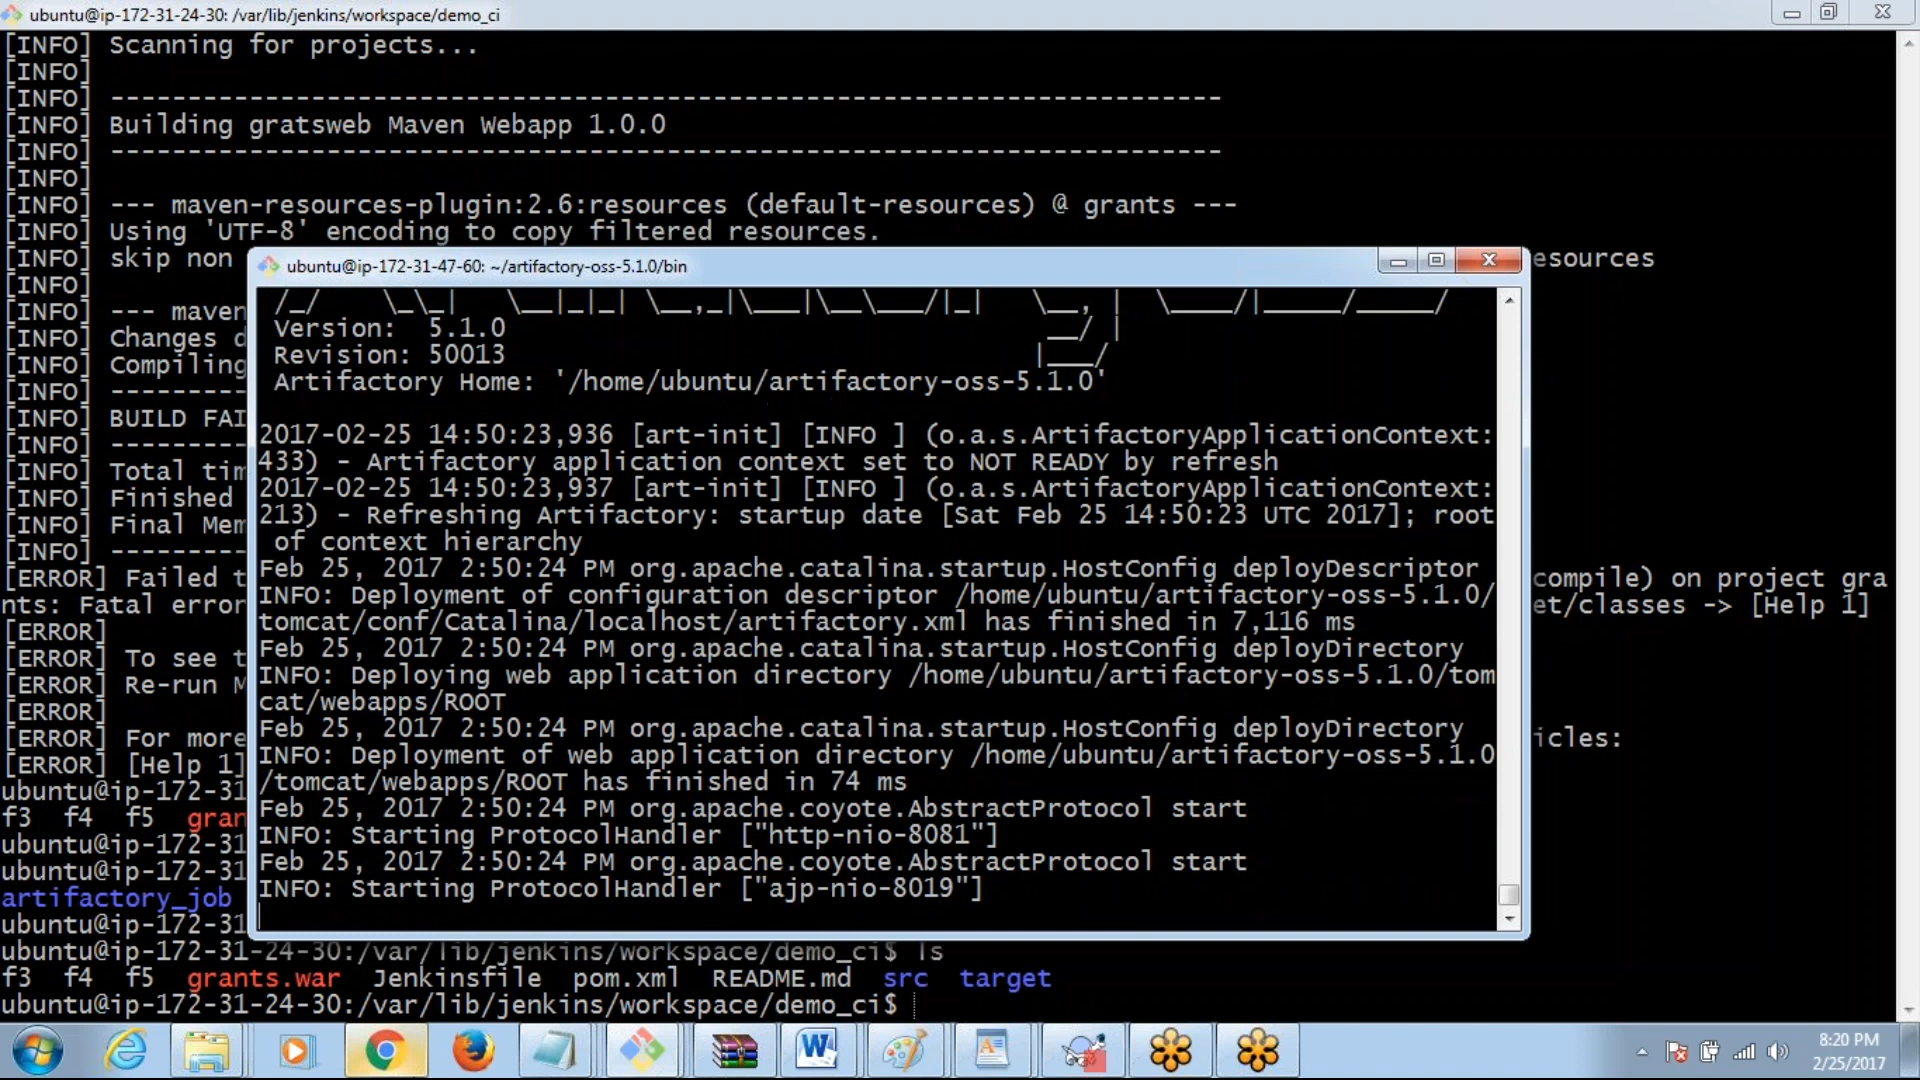 ubuntu@ip-172-31-24-30: /var/lib/jenkins/workspace/demo_ci
[INFO] Scanning for projects...
[INFO]
[INFO] ------------------------------------------------------------------------
[INFO] Building gratsweb Maven Webapp 1.0.0
[INFO] ------------------------------------------------------------------------
[INFO]
[INFO] --- maven-resources-plugin:2.6:resources (default-resources) @ grants ---
[INFO] Using 'UTF-8' encoding to copy filtered resources.
[INFO] skip non esources
[INFO]
[INFO] --- maven
[INFO] Changes d
[INFO] Compiling
[INFO] ---------
[INFO] BUILD FAI
[INFO] ---------
[INFO] Total tim
[INFO] Finished
[INFO] Final Mem
[INFO] ---------
[ERROR] Failed t compile) on project gra
nts: Fatal error et/classes -> [Help 1]
[ERROR]
[ERROR] To see t
[ERROR] Re-run M
[ERROR]
[ERROR] For more icles:
[ERROR] [Help 1]
ubuntu@ip-172-31
f3 f4 f5 gran
ubuntu@ip-172-31
ubuntu@ip-172-31
artifactory_job
ubuntu@ip-172-31
ubuntu@ip-172-31-24-30:/var/lib/jenkins/workspace/demo_ci$ ls
f3 f4 f5 grants.war Jenkinsfile pom.xml README.md src target
ubuntu@ip-172-31-24-30:/var/lib/jenkins/workspace/demo_ci$
ubuntu@ip-172-31-47-60: ~/artifactory-oss-5.1.0/bin
Version: 5.1.0
Revision: 50013
Artifactory Home: '/home/ubuntu/artifactory-oss-5.1.0'
2017-02-25 14:50:23,936 [art-init] [INFO ] (o.a.s.ArtifactoryApplicationContext:
433) - Artifactory application context set to NOT READY by refresh
2017-02-25 14:50:23,937 [art-init] [INFO ] (o.a.s.ArtifactoryApplicationContext:
213) - Refreshing Artifactory: startup date [Sat Feb 25 14:50:23 UTC 2017]; root
of context hierarchy
Feb 25, 2017 2:50:24 PM org.apache.catalina.startup.HostConfig deployDescriptor
INFO: Deployment of configuration descriptor /home/ubuntu/artifactory-oss-5.1.0/
tomcat/conf/Catalina/localhost/artifactory.xml has finished in 7,116 ms
Feb 25, 2017 2:50:24 PM org.apache.catalina.startup.HostConfig deployDirectory
INFO: Deploying web application directory /home/ubuntu/artifactory-oss-5.1.0/tom
cat/webapps/ROOT
Feb 25, 2017 2:50:24 PM org.apache.catalina.startup.HostConfig deployDirectory
INFO: Deployment of web application directory /home/ubuntu/artifactory-oss-5.1.0
/tomcat/webapps/ROOT has finished in 74 ms
Feb 25, 2017 2:50:24 PM org.apache.coyote.AbstractProtocol start
INFO: Starting ProtocolHandler ["http-nio-8081"]
Feb 25, 2017 2:50:24 PM org.apache.coyote.AbstractProtocol start
INFO: Starting ProtocolHandler ["ajp-nio-8019"]
8:20 PM
2/25/2017